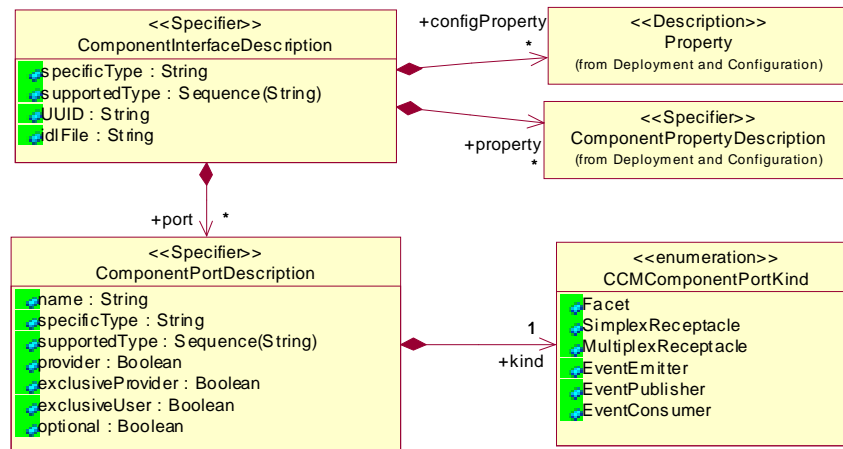 <<Specifier>>
ComponentInterfaceDescription
specificType : String
supportedType : Sequence(String)
UUID : String
idlFile : String
+configProperty
*
<<Description>>
Property
(from Deployment and Configuration)
+property
*
<<Specifier>>
ComponentPropertyDescription
(from Deployment and Configuration)
+port
*
<<Specifier>>
ComponentPortDescription
name : String
specificType : String
supportedType : Sequence(String)
provider : Boolean
exclusiveProvider : Boolean
exclusiveUser : Boolean
optional : Boolean
1
+kind
<<enumeration>>
CCMComponentPortKind
Facet
SimplexReceptacle
MultiplexReceptacle
EventEmitter
EventPublisher
EventConsumer